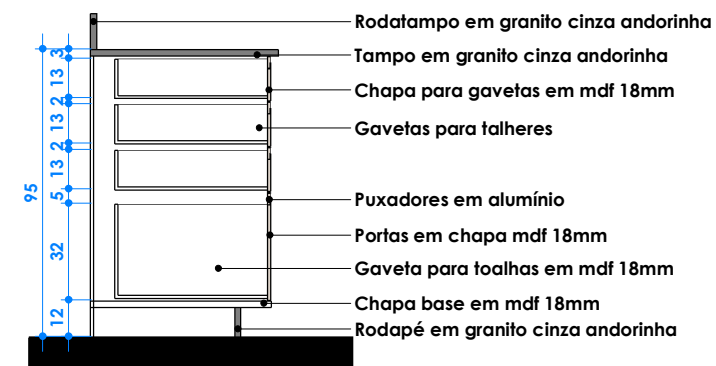 Rodatampo em granito cinza andorinha
Tampo em granito cinza andorinha
Chapa para gavetas em mdf 18mm
Gavetas para talheres
Puxadores em alumínio
Portas em chapa mdf 18mm
Gaveta para toalhas em mdf 18mm
Chapa base em mdf 18mm
Rodapé em granito cinza andorinha
95
3
13
2
13
2
13
5
32
12